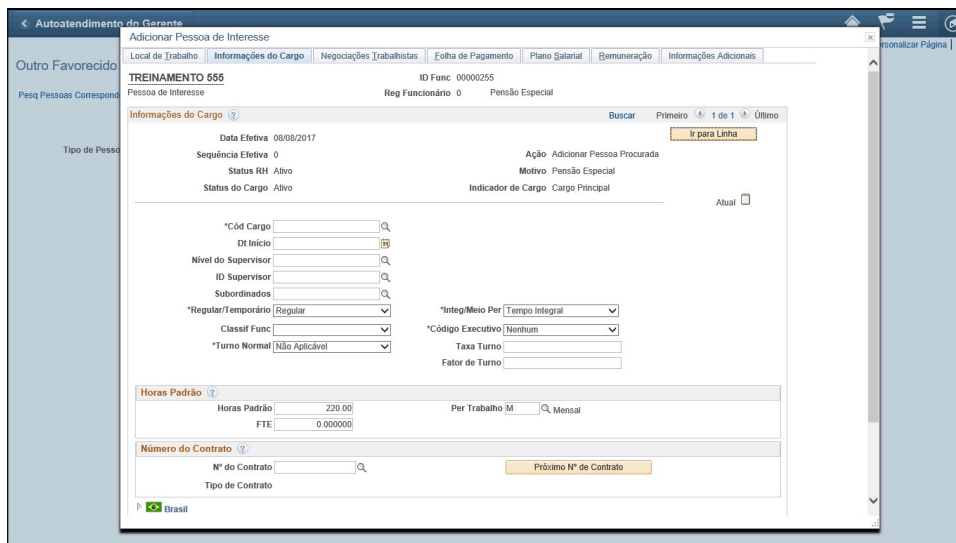 Autoatendimento do Gerente
Personalizar Página |
Outro Favorecido
Pesq Pessoas Correspond
Tipo de Pesso
Adicionar Pessoa de Interesse
Local de Trabalho Informações do Cargo Negociações Trabalhistas Folha de Pagamento Plano Salarial Remuneração Informações Adicionais
TREINAMENTO 555 ID Func 00000255
Pessoa de Interesse Reg Funcionário 0 Pensão Especial
Informações do Cargo ? Buscar Primeiro 1 de 1 Último
Data Efetiva 08/08/2017 Ir para Linha
Sequência Efetiva 0 Ação Adicionar Pessoa Procurada
Status RH Ativo Motivo Pensão Especial
Status do Cargo Ativo Indicador de Cargo Cargo Principal
Atual
*Cód Cargo
Dt Início
Nível do Supervisor
ID Supervisor
Subordinados
*Regular/Temporário Regular *Integ/Meio Per Tempo Integral
Classif Func *Código Executivo Nenhum
*Turno Normal Não Aplicável Taxa Turno
Fator de Turno
Horas Padrão ?
Horas Padrão 220.00 Per Trabalho M Mensal
FTE 0.000000
Número do Contrato ?
Nº do Contrato Próximo Nº de Contrato
Tipo de Contrato
Brasil